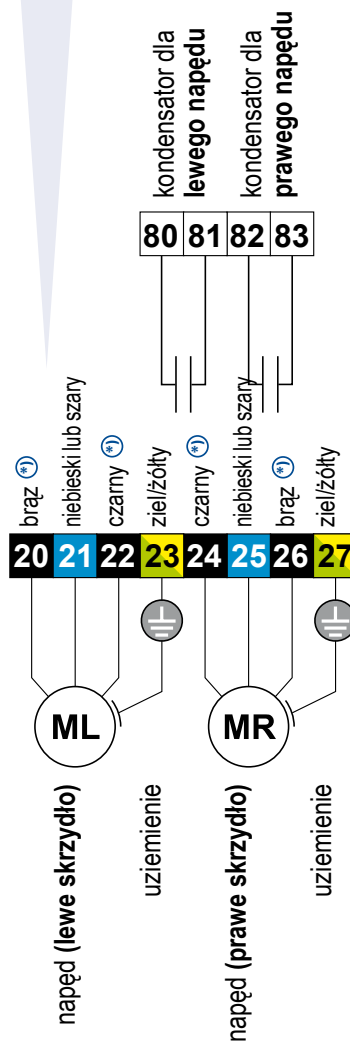 kondensator dla
lewego napędu
kondensator dla
prawego napędu
80 81 82 83
brąz *)
niebieski lub szary
czarny *)
ziel/żółty
czarny *)
niebieski lub szary
brąz *)
ziel/żółty
20 21 22 23 24 25 26 27
ML
MR
napęd (lewe skrzydło)
uziemienie
napęd (prawe skrzydło)
uziemienie